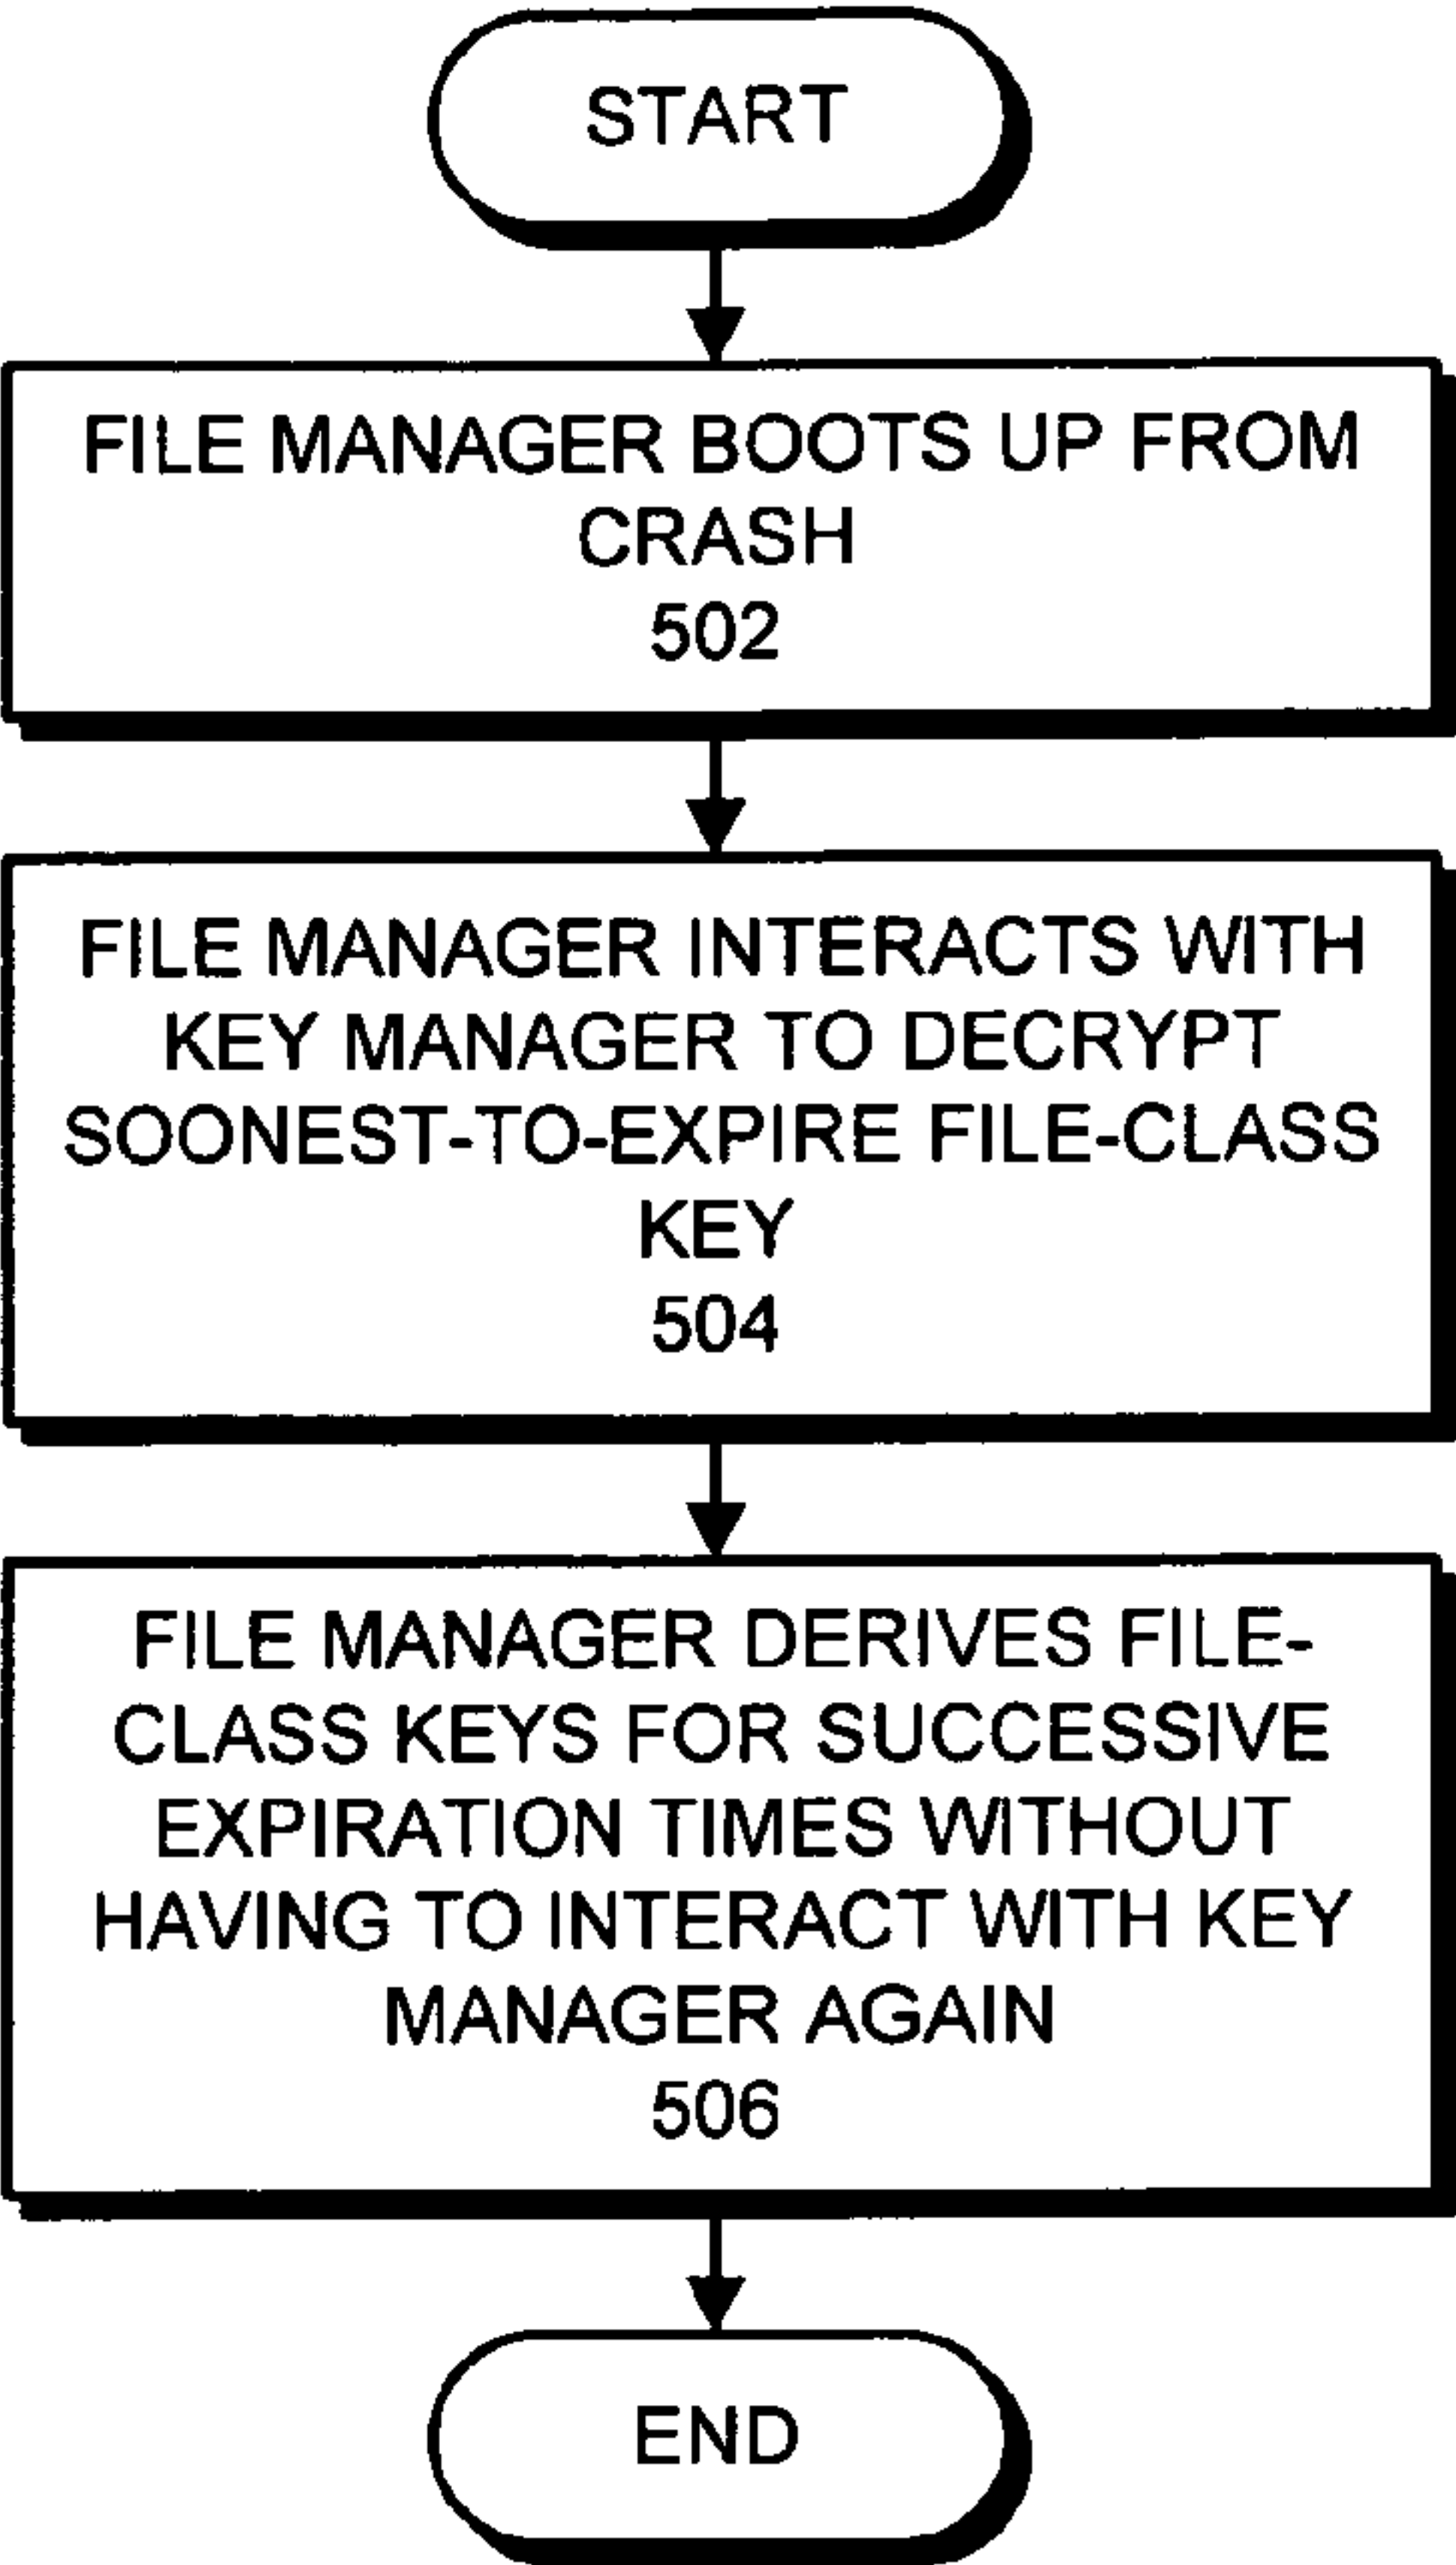 START
FILE MANAGER BOOTS UP FROM
CRASH
502
FILE MANAGER INTERACTS WITH
KEY MANAGER TO DECRYPT
SOONEST-TO-EXPIRE FILE-CLASS
KEY
504
FILE MANAGER DERIVES FILE-
CLASS KEYS FOR SUCCESSIVE
EXPIRATION TIMES WITHOUT
HAVING TO INTERACT WITH KEY
MANAGER AGAIN
506
END